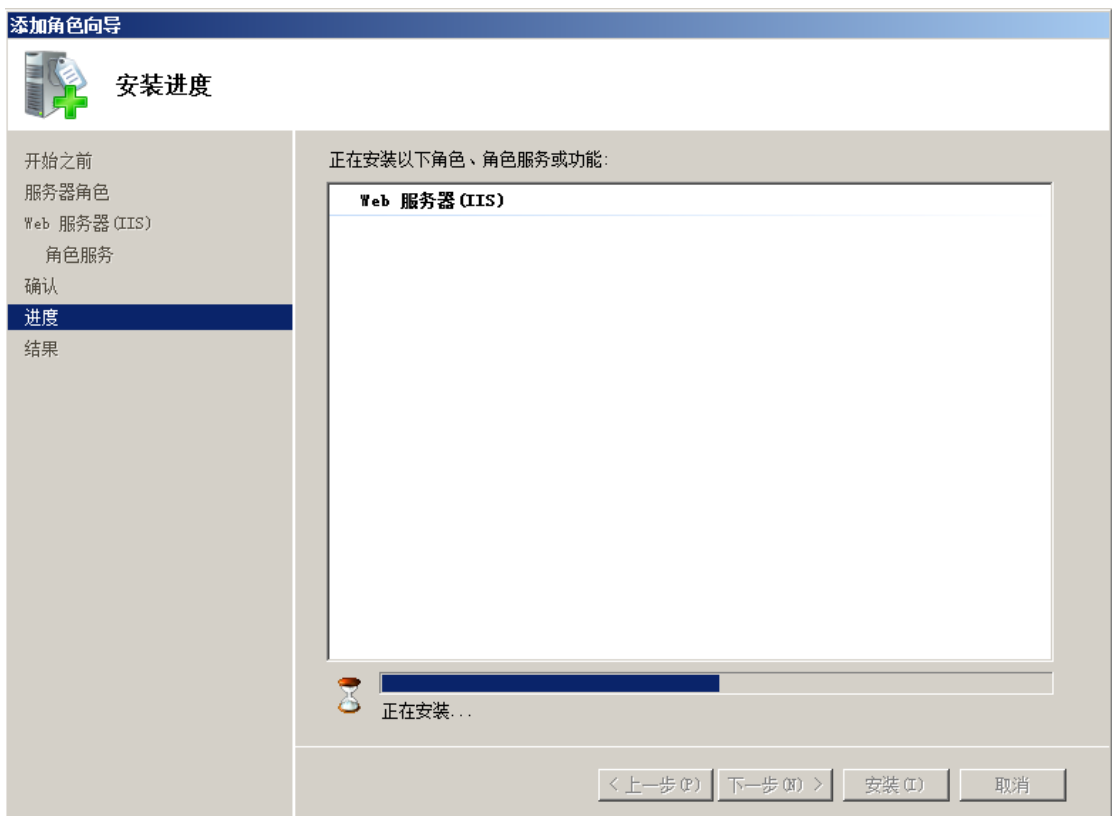 添加角色向导
安装进度
开始之前
服务器角色
Web 服务器(IIS)
角色服务
确认
进度
结果
正在安装以下角色、角色服务或功能:
Web 服务器(IIS)
正在安装...
< 上一步(P) 下一步(N) > 安装(I) 取消